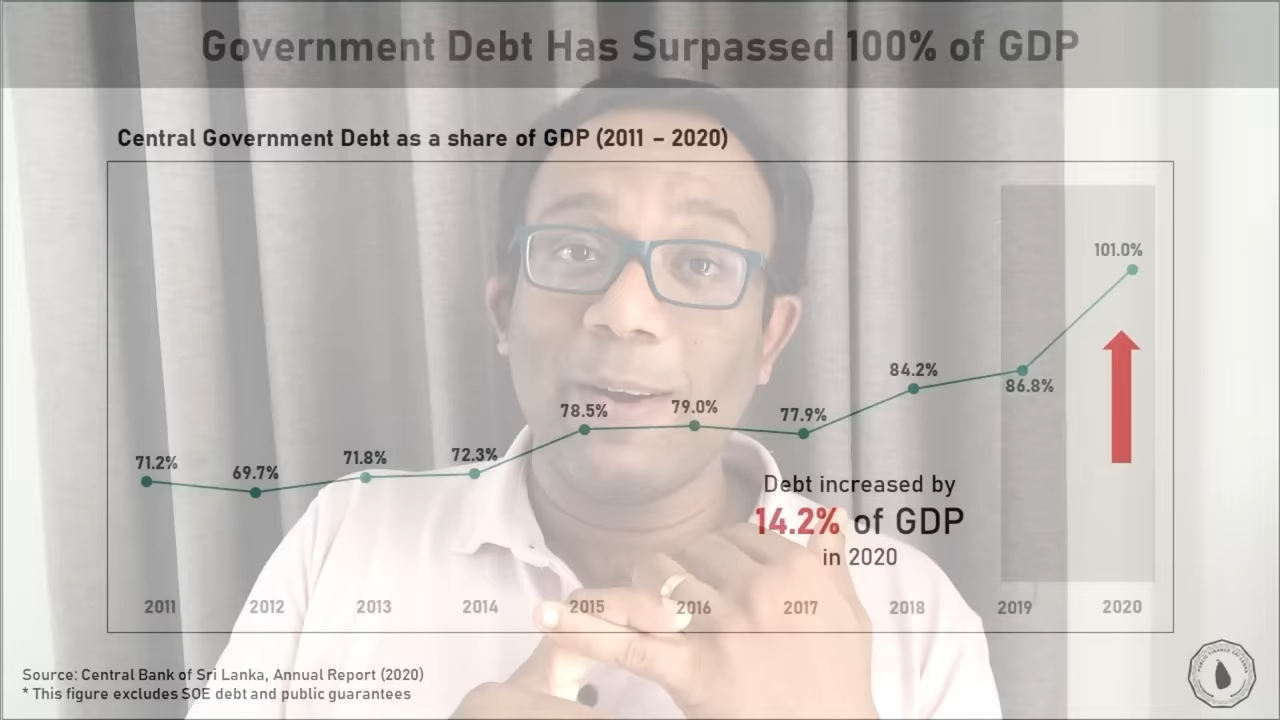 Government Debt Has Surpassed 100% of GDP
Central Government Debt as a share of GDP (2011 – 2020)
101.0%
84.2%
86.8%
78.5%
79.0%
77.9%
71.2%
69.7%
71.8%
72.3%
Debt increased by
14.2% of GDP
in 2020
2011 2012 2013 2014 2015 2016 2017 2018 2019 2020
Source: Central Bank of Sri Lanka, Annual Report (2020)
* This figure excludes SOE debt and public guarantees